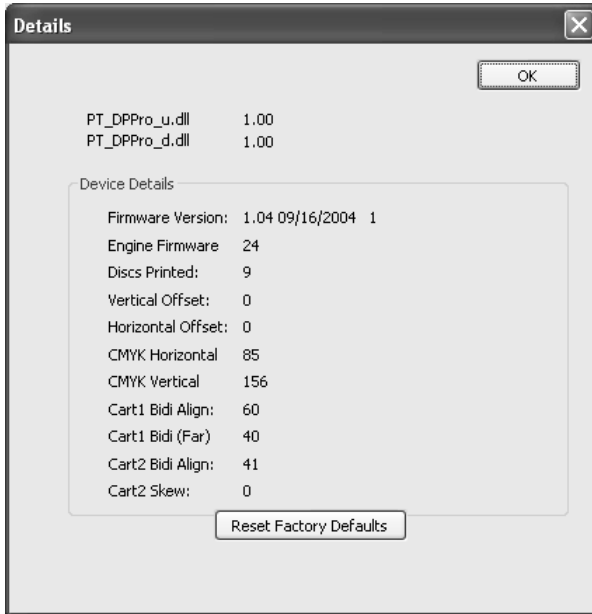 Details
OK
PT_DPPro_u.dll 1.00
PT_DPPro_d.dll 1.00
Device Details
Firmware Version: 1.04 09/16/2004 1
Engine Firmware 24
Discs Printed: 9
Vertical Offset: 0
Horizontal Offset: 0
CMYK Horizontal 85
CMYK Vertical 156
Cart1 Bidi Align: 60
Cart1 Bidi (Far) 40
Cart2 Bidi Align: 41
Cart2 Skew: 0
Reset Factory Defaults